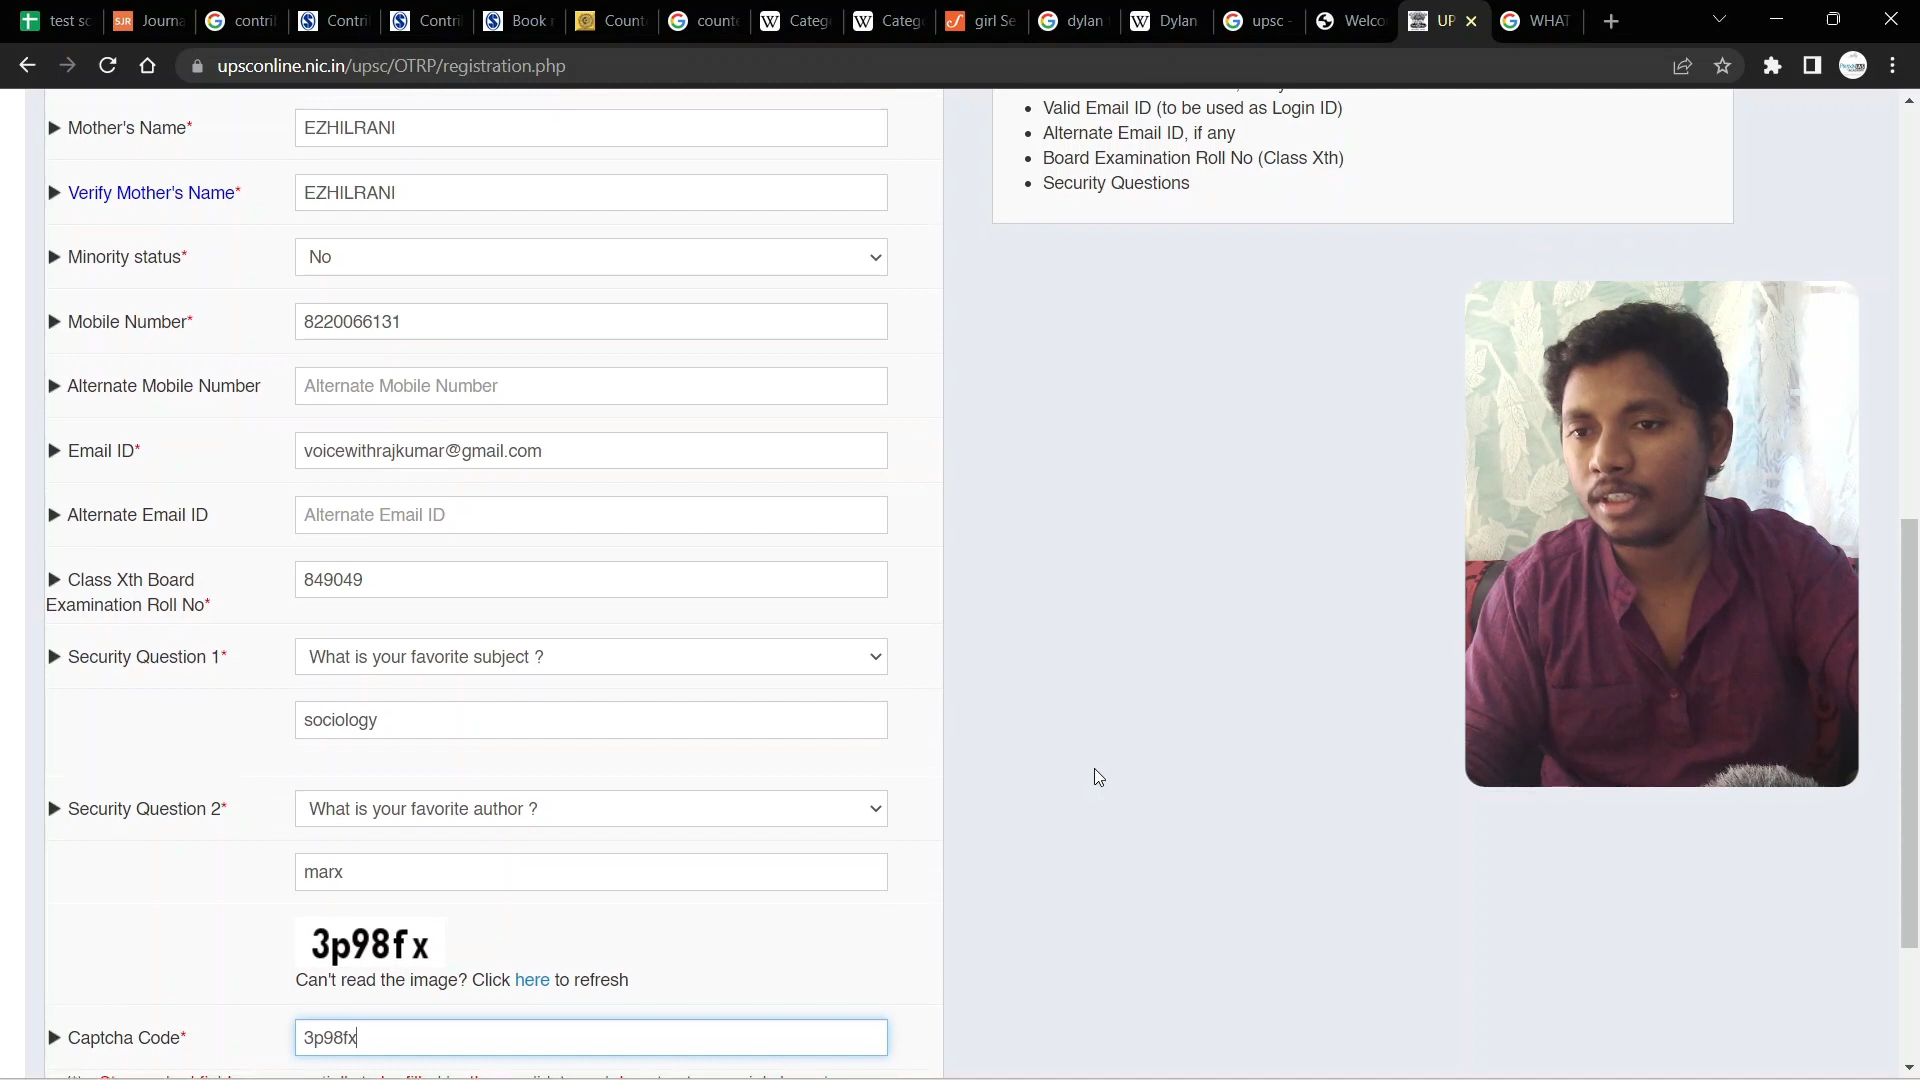 test sc
Journa
contri
Contri
Contri
Book
Count
count
Categ
Categ
girl Se
dylan
Dylan
upsc -
Welco
UP
WHAT
upsconline.nic.in/upsc/OTRP/registration.php
Mother's Name*
EZHILRANI
Verify Mother's Name*
EZHILRANI
Minority status*
No
Mobile Number*
8220066131
Alternate Mobile Number
Alternate Mobile Number
Email ID*
voicewithrajkumar@gmail.com
Alternate Email ID
Alternate Email ID
Class Xth Board
Examination Roll No*
849049
Security Question 1*
What is your favorite subject ?
sociology
Security Question 2*
What is your favorite author ?
marx
3p98fx
Can't read the image? Click here to refresh
Captcha Code*
3p98fx
• Valid Email ID (to be used as Login ID)
• Alternate Email ID, if any
• Board Examination Roll No (Class Xth)
• Security Questions